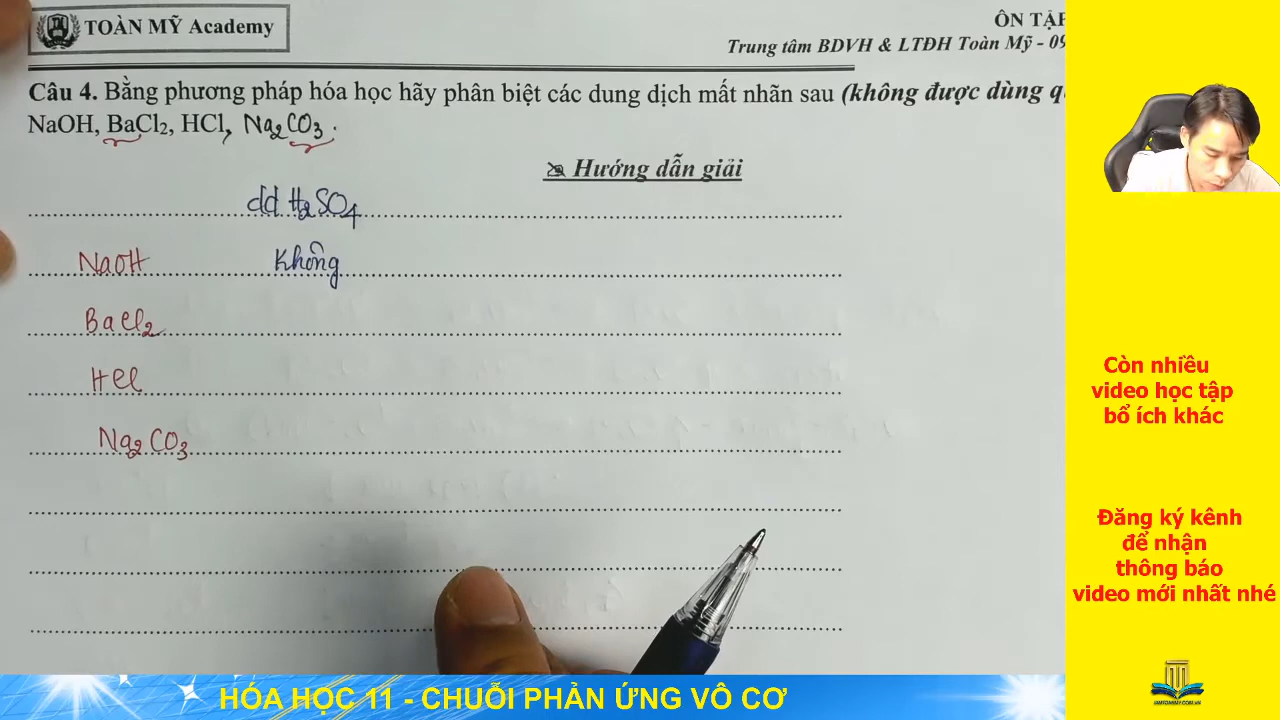 TOÀN MỸ Academy
ÔN TẬP
Trung tâm BDVH & LTĐH Toàn Mỹ - 09
Câu 4. Bằng phương pháp hóa học hãy phân biệt các dung dịch mất nhãn sau (không được dùng
NaOH, BaCl₂, HCl, Na₂CO₃.
Hướng dẫn giải
dd H₂SO₄
NaOH Không
BaCl₂
HCl
Na₂CO₃
Còn nhiều
video học tập
bổ ích khác
Đăng ký kênh
để nhận
thông báo
video mới nhất nhé
HÓA HỌC 11 - CHUỖI PHẢN ỨNG VÔ CƠ